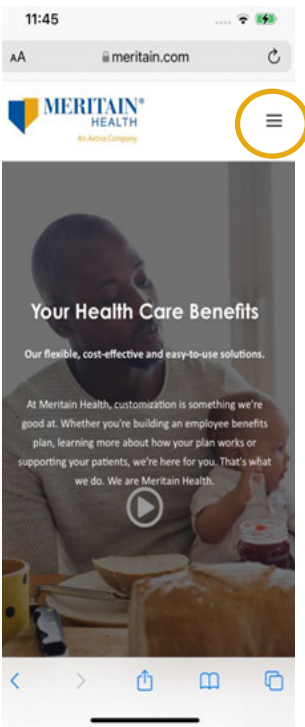 11:45
AA meritain.com
MERITAIN®
HEALTH
An Aetna Company
Your Health Care Benefits
Our flexible, cost-effective and easy-to-use solutions.
At Meritain Health, customization is something we're
good at. Whether you're building an employee benefits
plan, learning more about how your plan works or
supporting your patients, we're here for you. That's what
we do. We are Meritain Health.